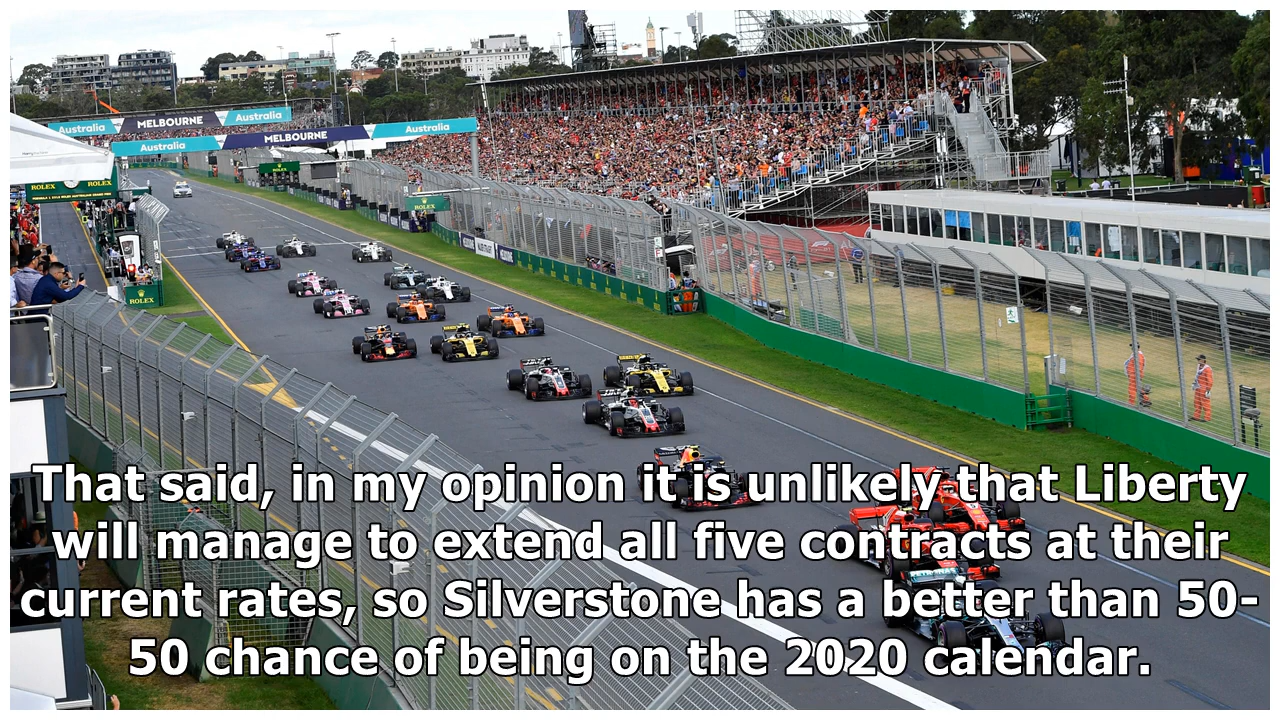 Australia
MELBOURNE
Australia
Australia
MELBOURNE
Australia
ROLEX
ROLEX
ROLEX
That said, in my opinion it is unlikely that Liberty
will manage to extend all five contracts at their
current rates, so Silverstone has a better than 50-
50 chance of being on the 2020 calendar.